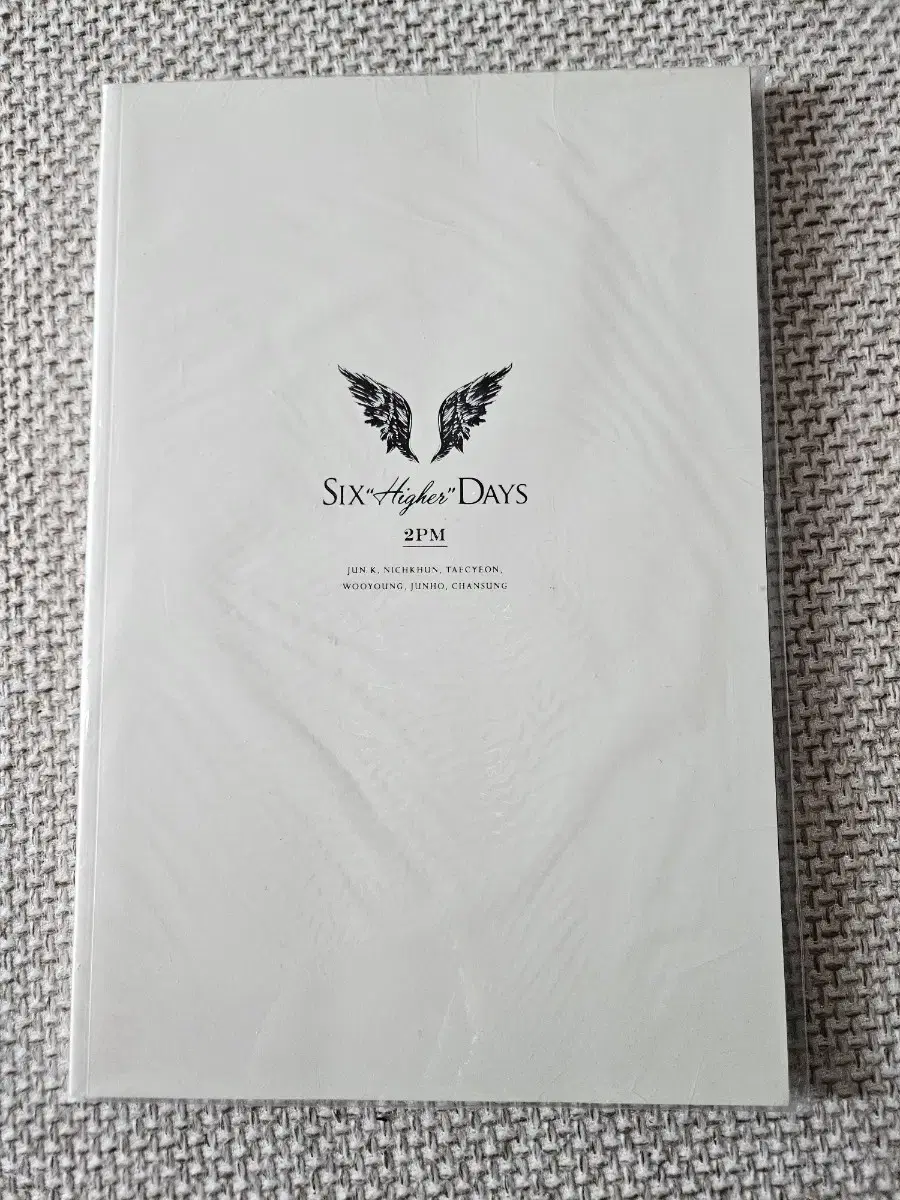 SIX “Higher” DAYS
2PM
JUN.K, NICHKHUN, TAECYEON,
WOOYOUNG, JUNHO, CHANSUNG